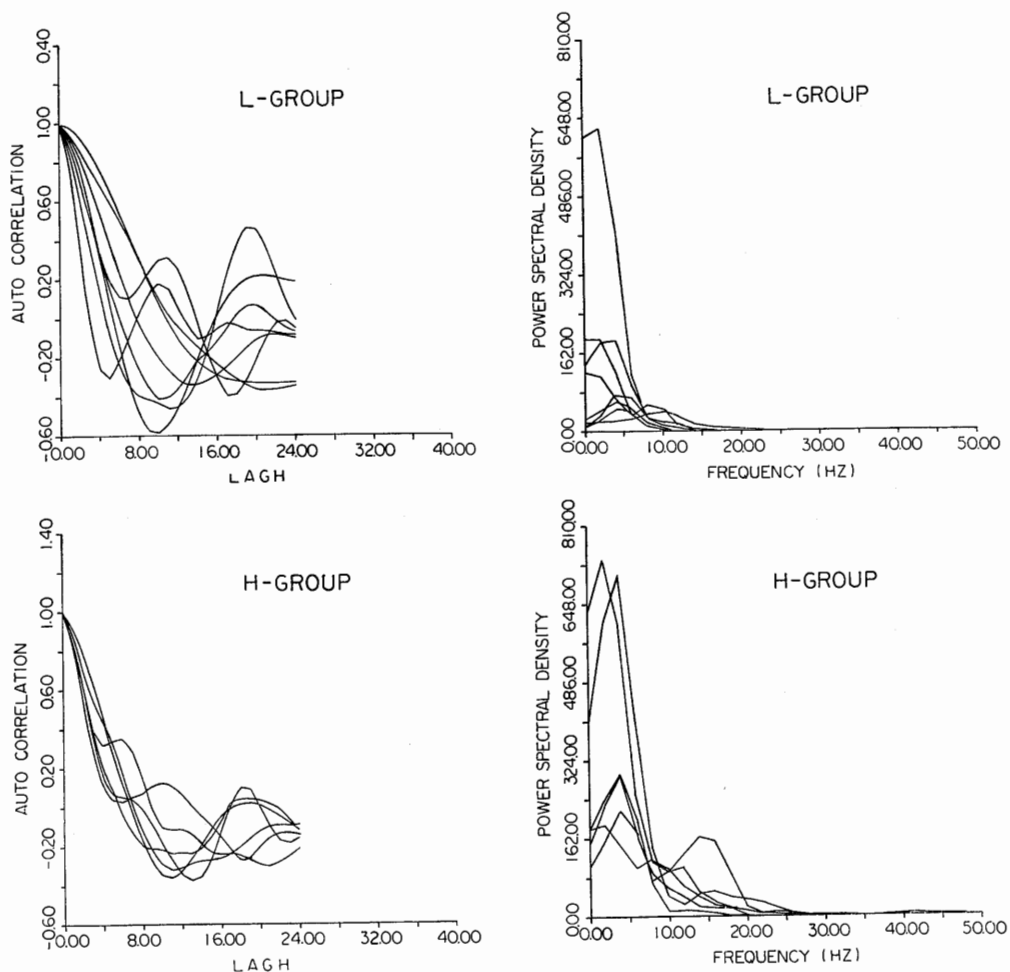 AUTO CORRELATION
0.40
1.00
0.60
0.20
-0.20
-0.60
L-GROUP
0.00 8.00 16.00 24.00 32.00 40.00
LAGH
POWER SPECTRAL DENSITY
810.00
648.00
486.00
324.00
162.00
0.00
L-GROUP
0.00 10.00 20.00 30.00 40.00 50.00
FREQUENCY (HZ)
AUTO CORRELATION
1.40
1.00
0.60
0.20
-0.20
-0.60
H-GROUP
0.00 8.00 16.00 24.00 32.00 40.00
LAGH
POWER SPECTRAL DENSITY
810.00
648.00
486.00
324.00
162.00
0.00
H-GROUP
0.00 10.00 20.00 30.00 40.00 50.00
FREQUENCY (HZ)